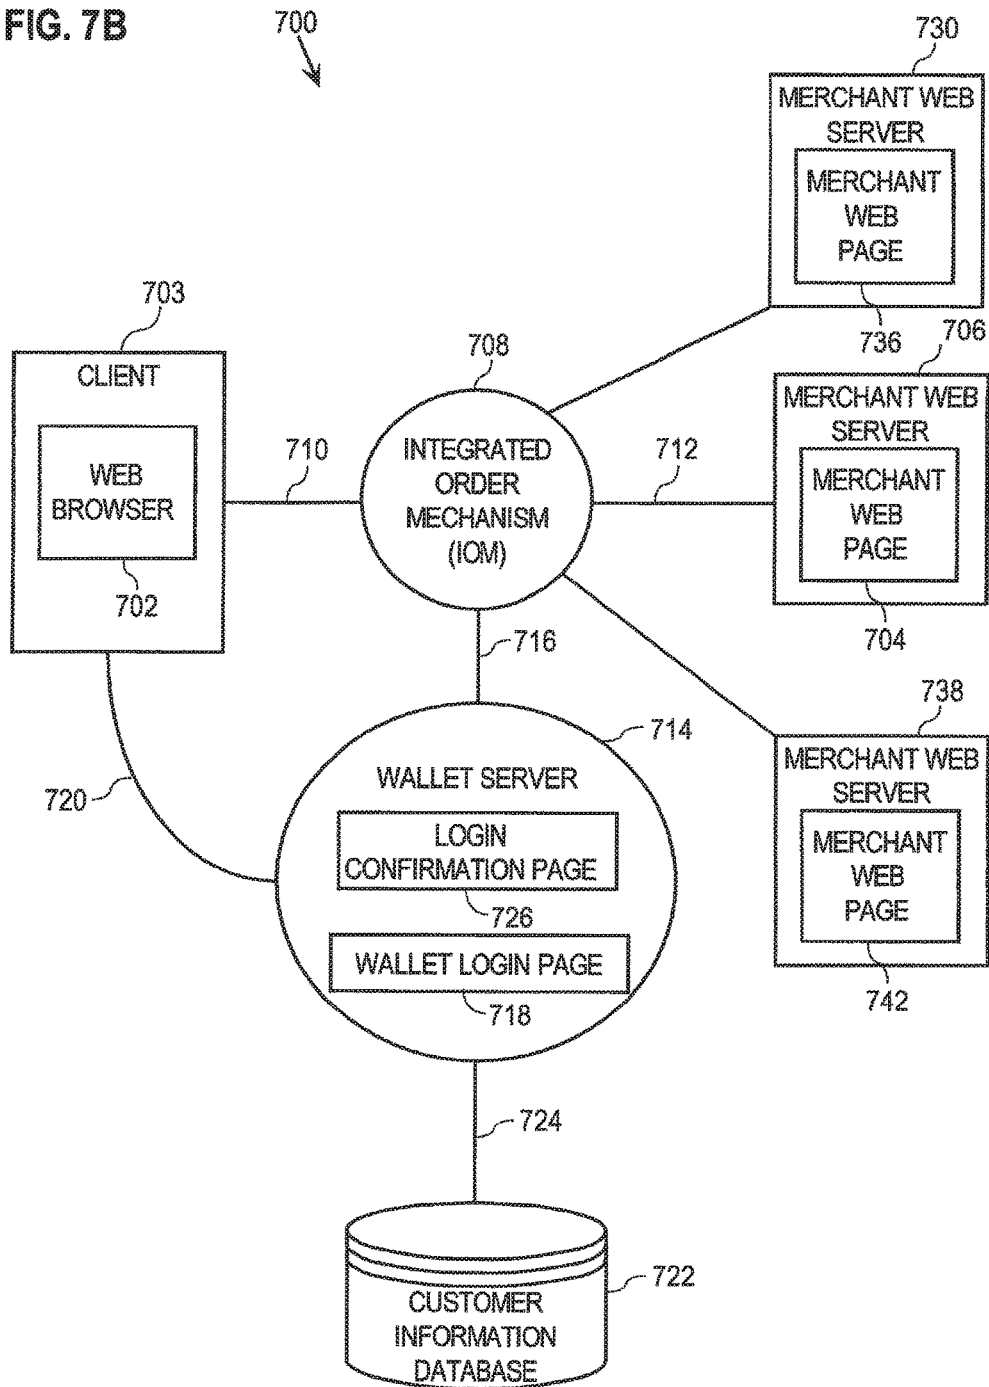 FIG. 7B
700
730
MERCHANT WEB
SERVER
MERCHANT
WEB
PAGE
736
703
CLIENT
WEB
BROWSER
702
710
708
INTEGRATED
ORDER
MECHANISM
(IOM)
712
706
MERCHANT WEB
SERVER
MERCHANT
WEB
PAGE
704
716
714
WALLET SERVER
LOGIN
CONFIRMATION PAGE
726
WALLET LOGIN PAGE
718
720
738
MERCHANT WEB
SERVER
MERCHANT
WEB
PAGE
742
724
722
CUSTOMER
INFORMATION
DATABASE